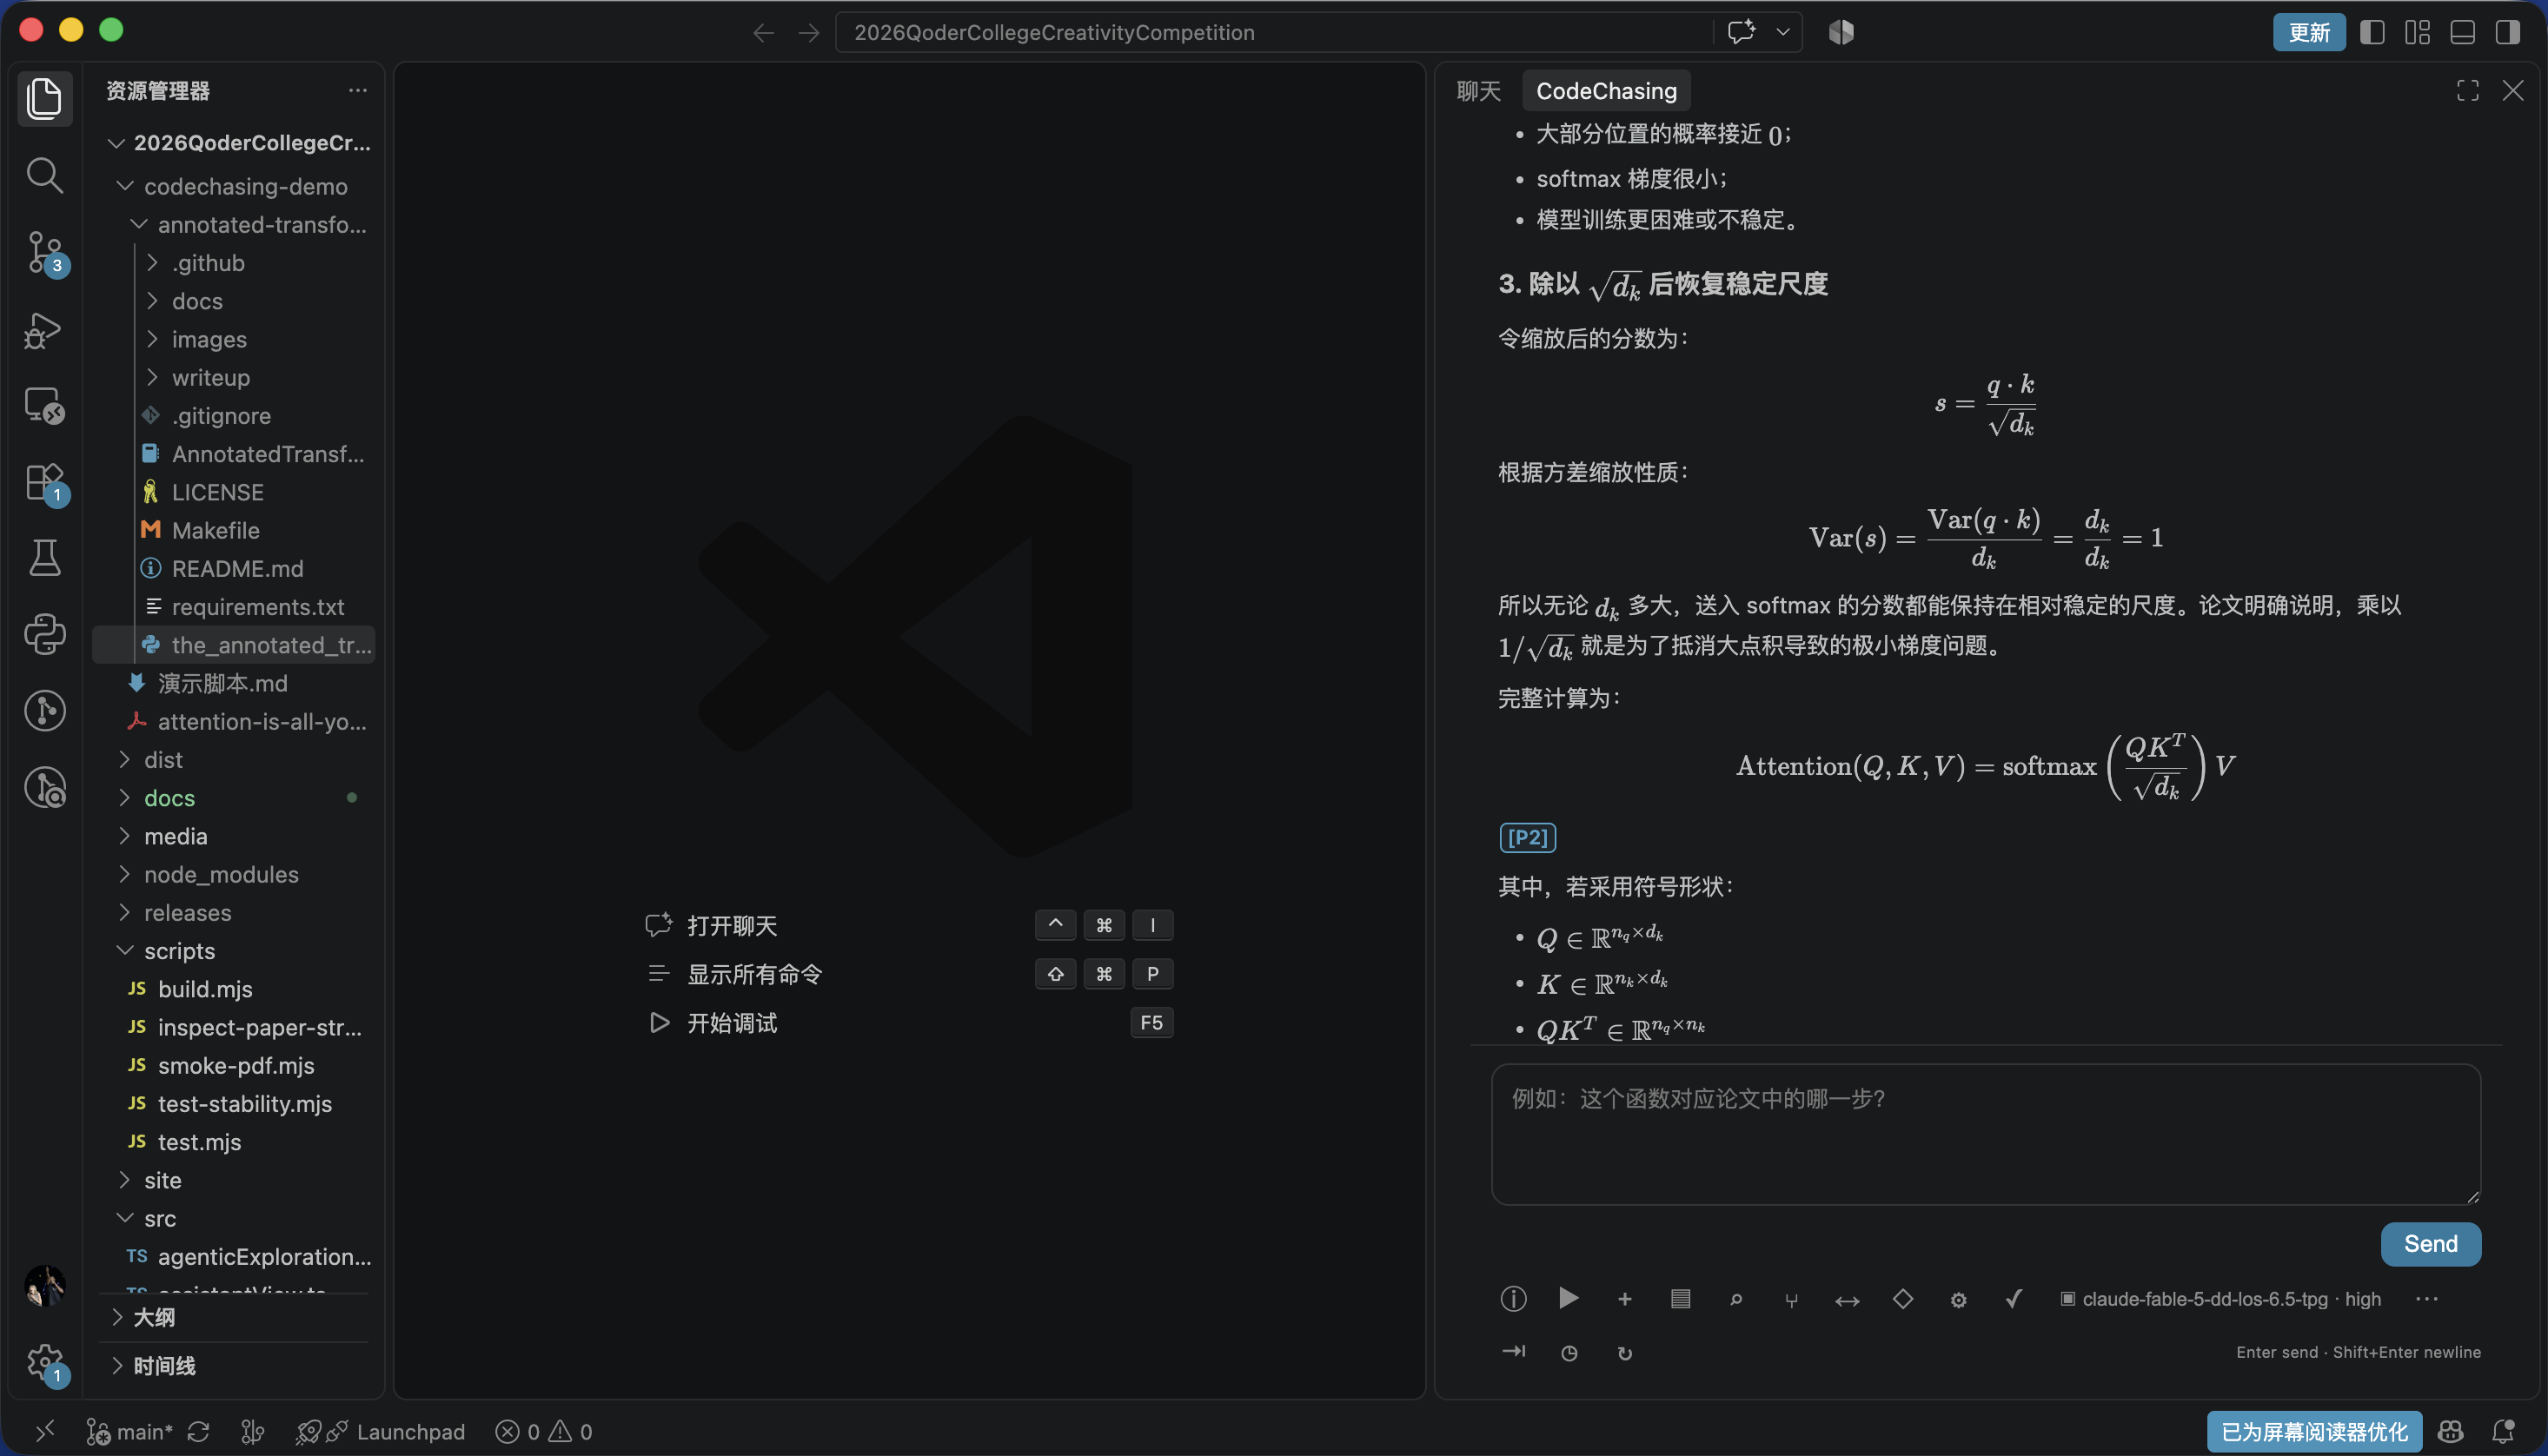 2026QoderCollegeCreativityCompetition
更新
资源管理器
2026QoderCollegeCr...
codechasing-demo
annotated-transfo...
.github
docs
images
writeup
.gitignore
AnnotatedTransf...
LICENSE
Makefile
README.md
requirements.txt
the_annotated_tr...
演示脚本.md
attention-is-all-yo...
dist
docs
media
node_modules
releases
scripts
JS build.mjs
JS inspect-paper-str...
JS smoke-pdf.mjs
JS test-stability.mjs
JS test.mjs
site
src
TS agenticExploration...
TS assistantView.ts
大纲
时间线
3
1
1
打开聊天 ^ ⌘ I
显示所有命令 ⇧ ⌘ P
开始调试 F5
聊天 CodeChasing
• 大部分位置的概率接近 0；
• softmax 梯度很小；
• 模型训练更困难或不稳定。
3. 除以 √d_k 后恢复稳定尺度
令缩放后的分数为：
s = q · k / √d_k
根据方差缩放性质：
Var(s) = Var(q · k) / d_k = d_k / d_k = 1
所以无论 d_k 多大，送入 softmax 的分数都能保持在相对稳定的尺度。论文明确说明，乘以
1/√d_k 就是为了抵消大点积导致的极小梯度问题。
完整计算为：
Attention(Q, K, V) = softmax(QK^T / √d_k) V
[P2]
其中，若采用符号形状：
• Q ∈ ℝ^{n_q×d_k}
• K ∈ ℝ^{n_k×d_k}
• QK^T ∈ ℝ^{n_q×n_k}
例如：这个函数对应论文中的哪一步？
Send
claude-fable-5-dd-los-6.5-tpg · high ···
Enter send · Shift+Enter newline
main*
Launchpad
0 0
已为屏幕阅读器优化